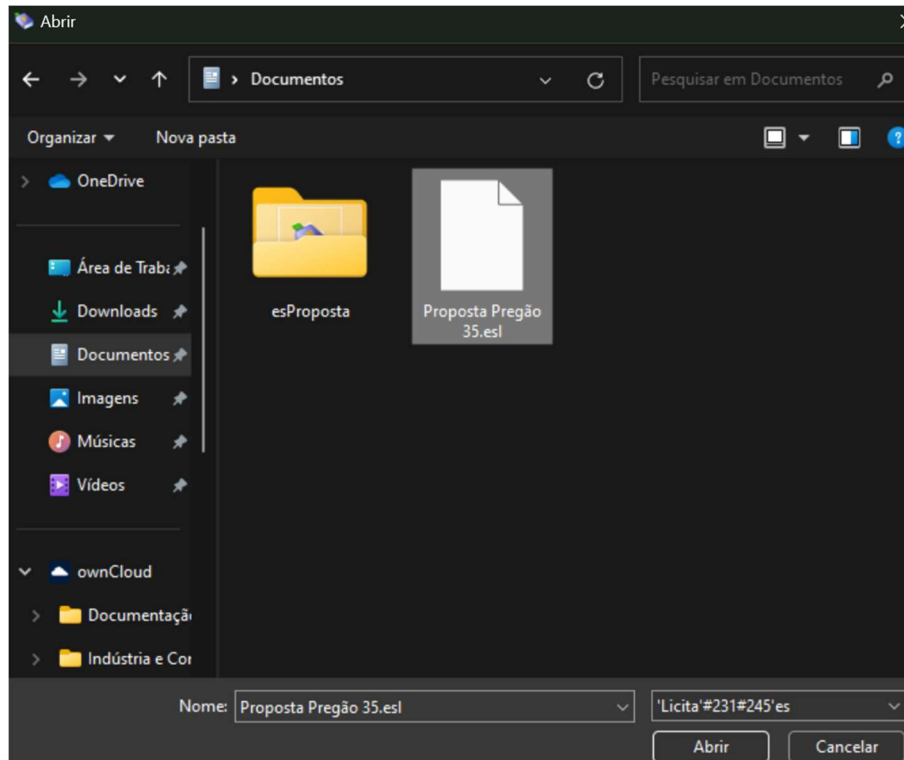 Abrir
Documentos
Pesquisar em Documentos
Organizar
Nova pasta
OneDrive
Área de Traba
Downloads
Documentos
Imagens
Músicas
Vídeos
ownCloud
Documentaçã
Indústria e Cor
esProposta
Proposta Pregão
35.esl
Nome: Proposta Pregão 35.esl
'Licita'#231#245'es
Abrir
Cancelar